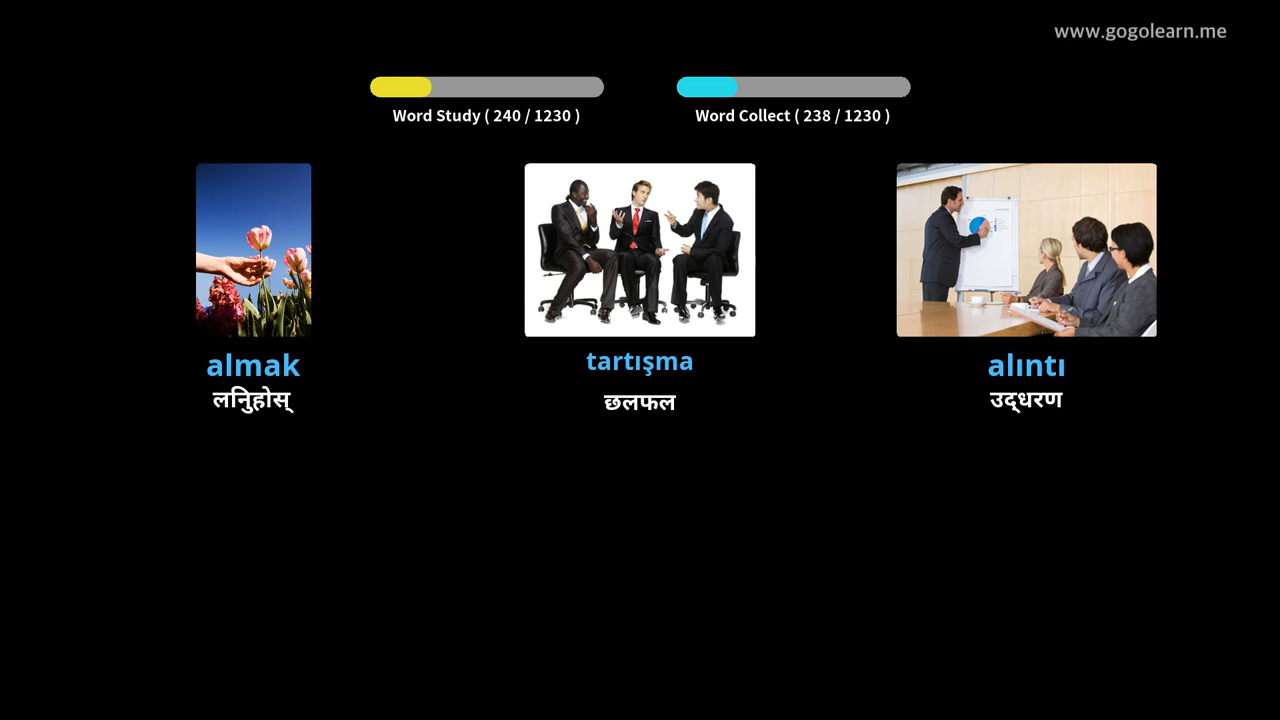 www.gogolearn.me
Word Study ( 240 / 1230 )
Word Collect ( 238 / 1230 )
almak
लिनुहोस्
tartışma
छलफल
alıntı
उद्धरण